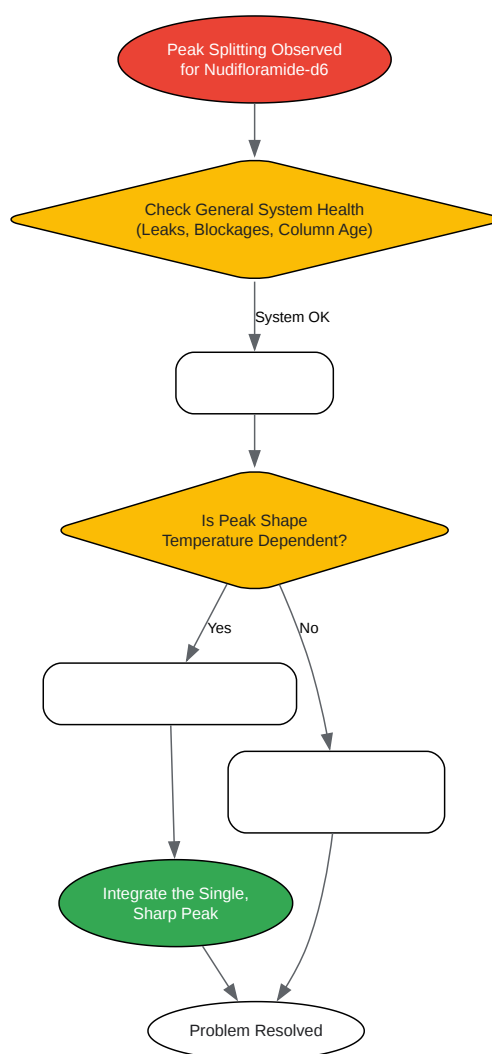 Peak Splitting Observed
for Nudifloramide-d6
Check General System Health
(Leaks, Blockages, Column Age)
System OK
Is Peak Shape
Temperature Dependent?
Yes
No
Integrate the Single,
Sharp Peak
Problem Resolved